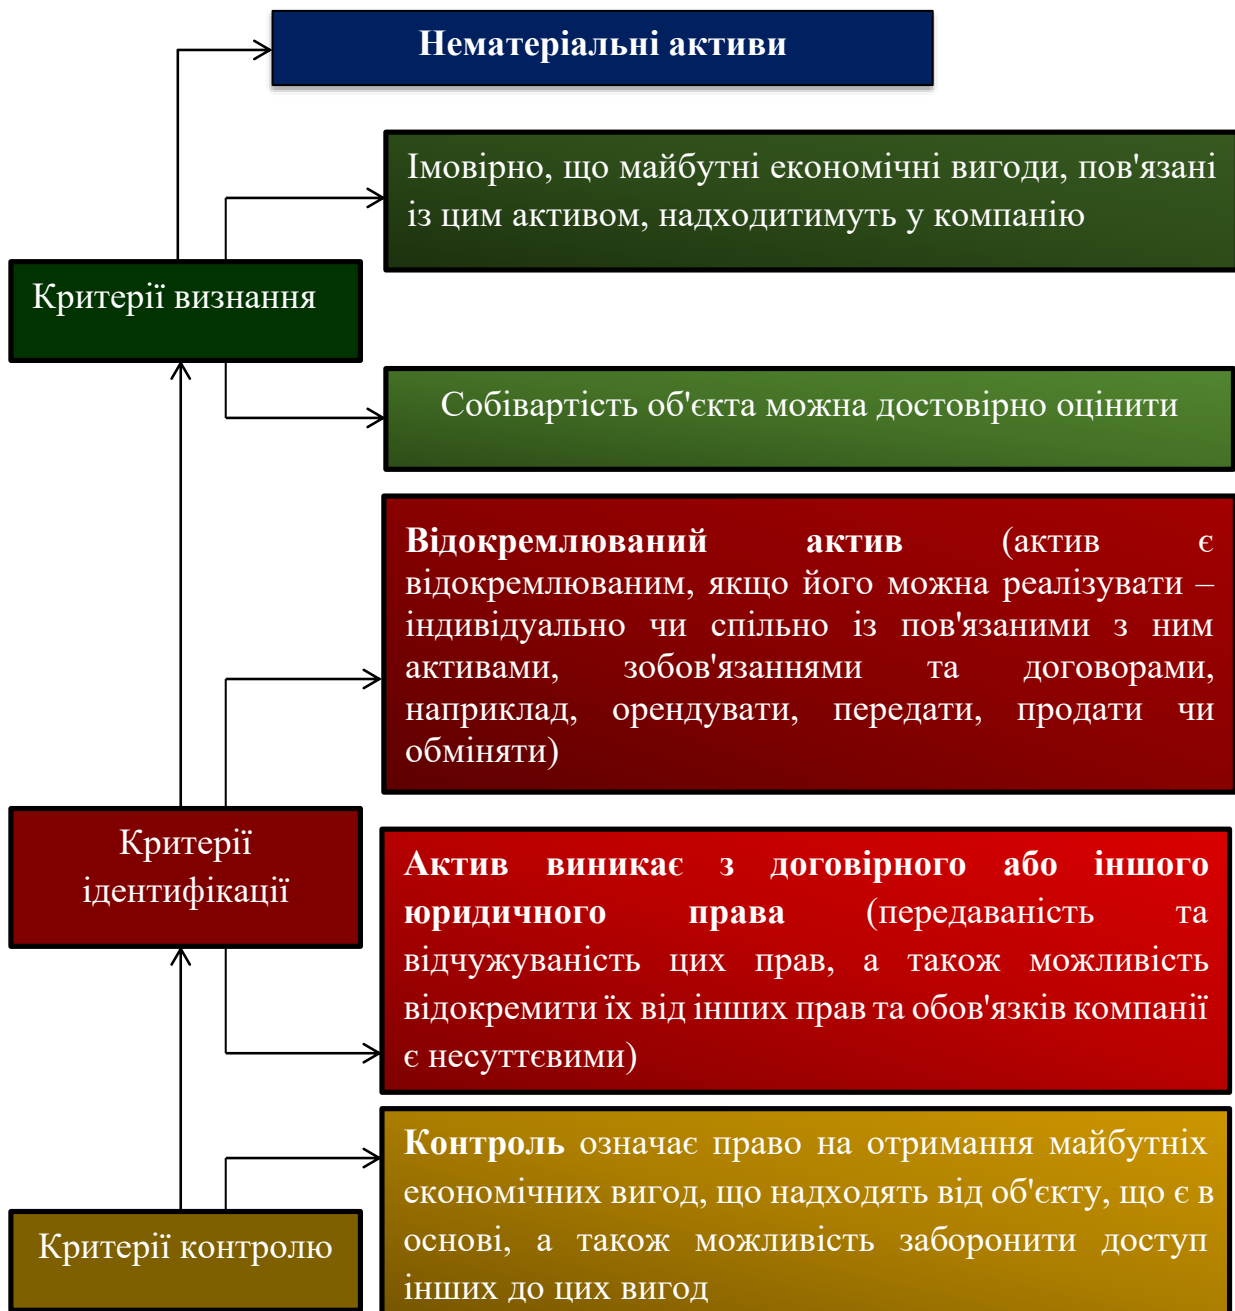 Нематеріальні активи
Імовірно, що майбутні економічні вигоди, пов'язані
із цим активом, надходитимуть у компанію
Критерії визнання
Собівартість об'єкта можна достовірно оцінити
Відокремлюваний актив (актив є
відокремлюваним, якщо його можна реалізувати –
індивідуально чи спільно із пов'язаними з ним
активами, зобов'язаннями та договорами,
наприклад, орендувати, передати, продати чи
обміняти)
Критерії
ідентифікації
Актив виникає з договірного або іншого
юридичного права (передаваність та
відчужуваність цих прав, а також можливість
відокремити їх від інших прав та обов'язків компанії
є несуттєвими)
Контроль означає право на отримання майбутніх
економічних вигод, що надходять від об'єкту, що є в
основі, а також можливість заборонити доступ
інших до цих вигод
Критерії контролю